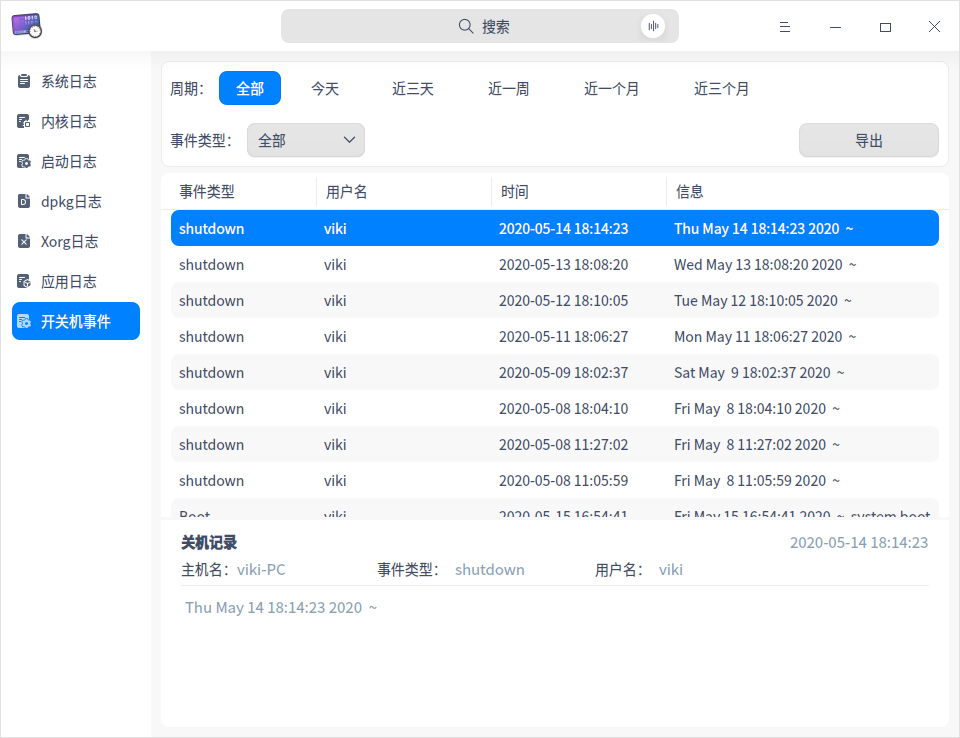 搜索
系统日志
内核日志
启动日志
dpkg日志
Xorg日志
应用日志
开关机事件
周期： 全部 今天 近三天 近一周 近一个月 近三个月
事件类型： 全部 导出
事件类型 用户名 时间 信息
shutdown viki 2020-05-14 18:14:23 Thu May 14 18:14:23 2020 ~
shutdown viki 2020-05-13 18:08:20 Wed May 13 18:08:20 2020 ~
shutdown viki 2020-05-12 18:10:05 Tue May 12 18:10:05 2020 ~
shutdown viki 2020-05-11 18:06:27 Mon May 11 18:06:27 2020 ~
shutdown viki 2020-05-09 18:02:37 Sat May  9 18:02:37 2020 ~
shutdown viki 2020-05-08 18:04:10 Fri May  8 18:04:10 2020 ~
shutdown viki 2020-05-08 11:27:02 Fri May  8 11:27:02 2020 ~
shutdown viki 2020-05-08 11:05:59 Fri May  8 11:05:59 2020 ~
Boot viki 2020-05-15 16:54:41 Fri May 15 16:54:41 2020 ~ system boot
关机记录 2020-05-14 18:14:23
主机名：viki-PC 事件类型： shutdown 用户名： viki
Thu May 14 18:14:23 2020 ~